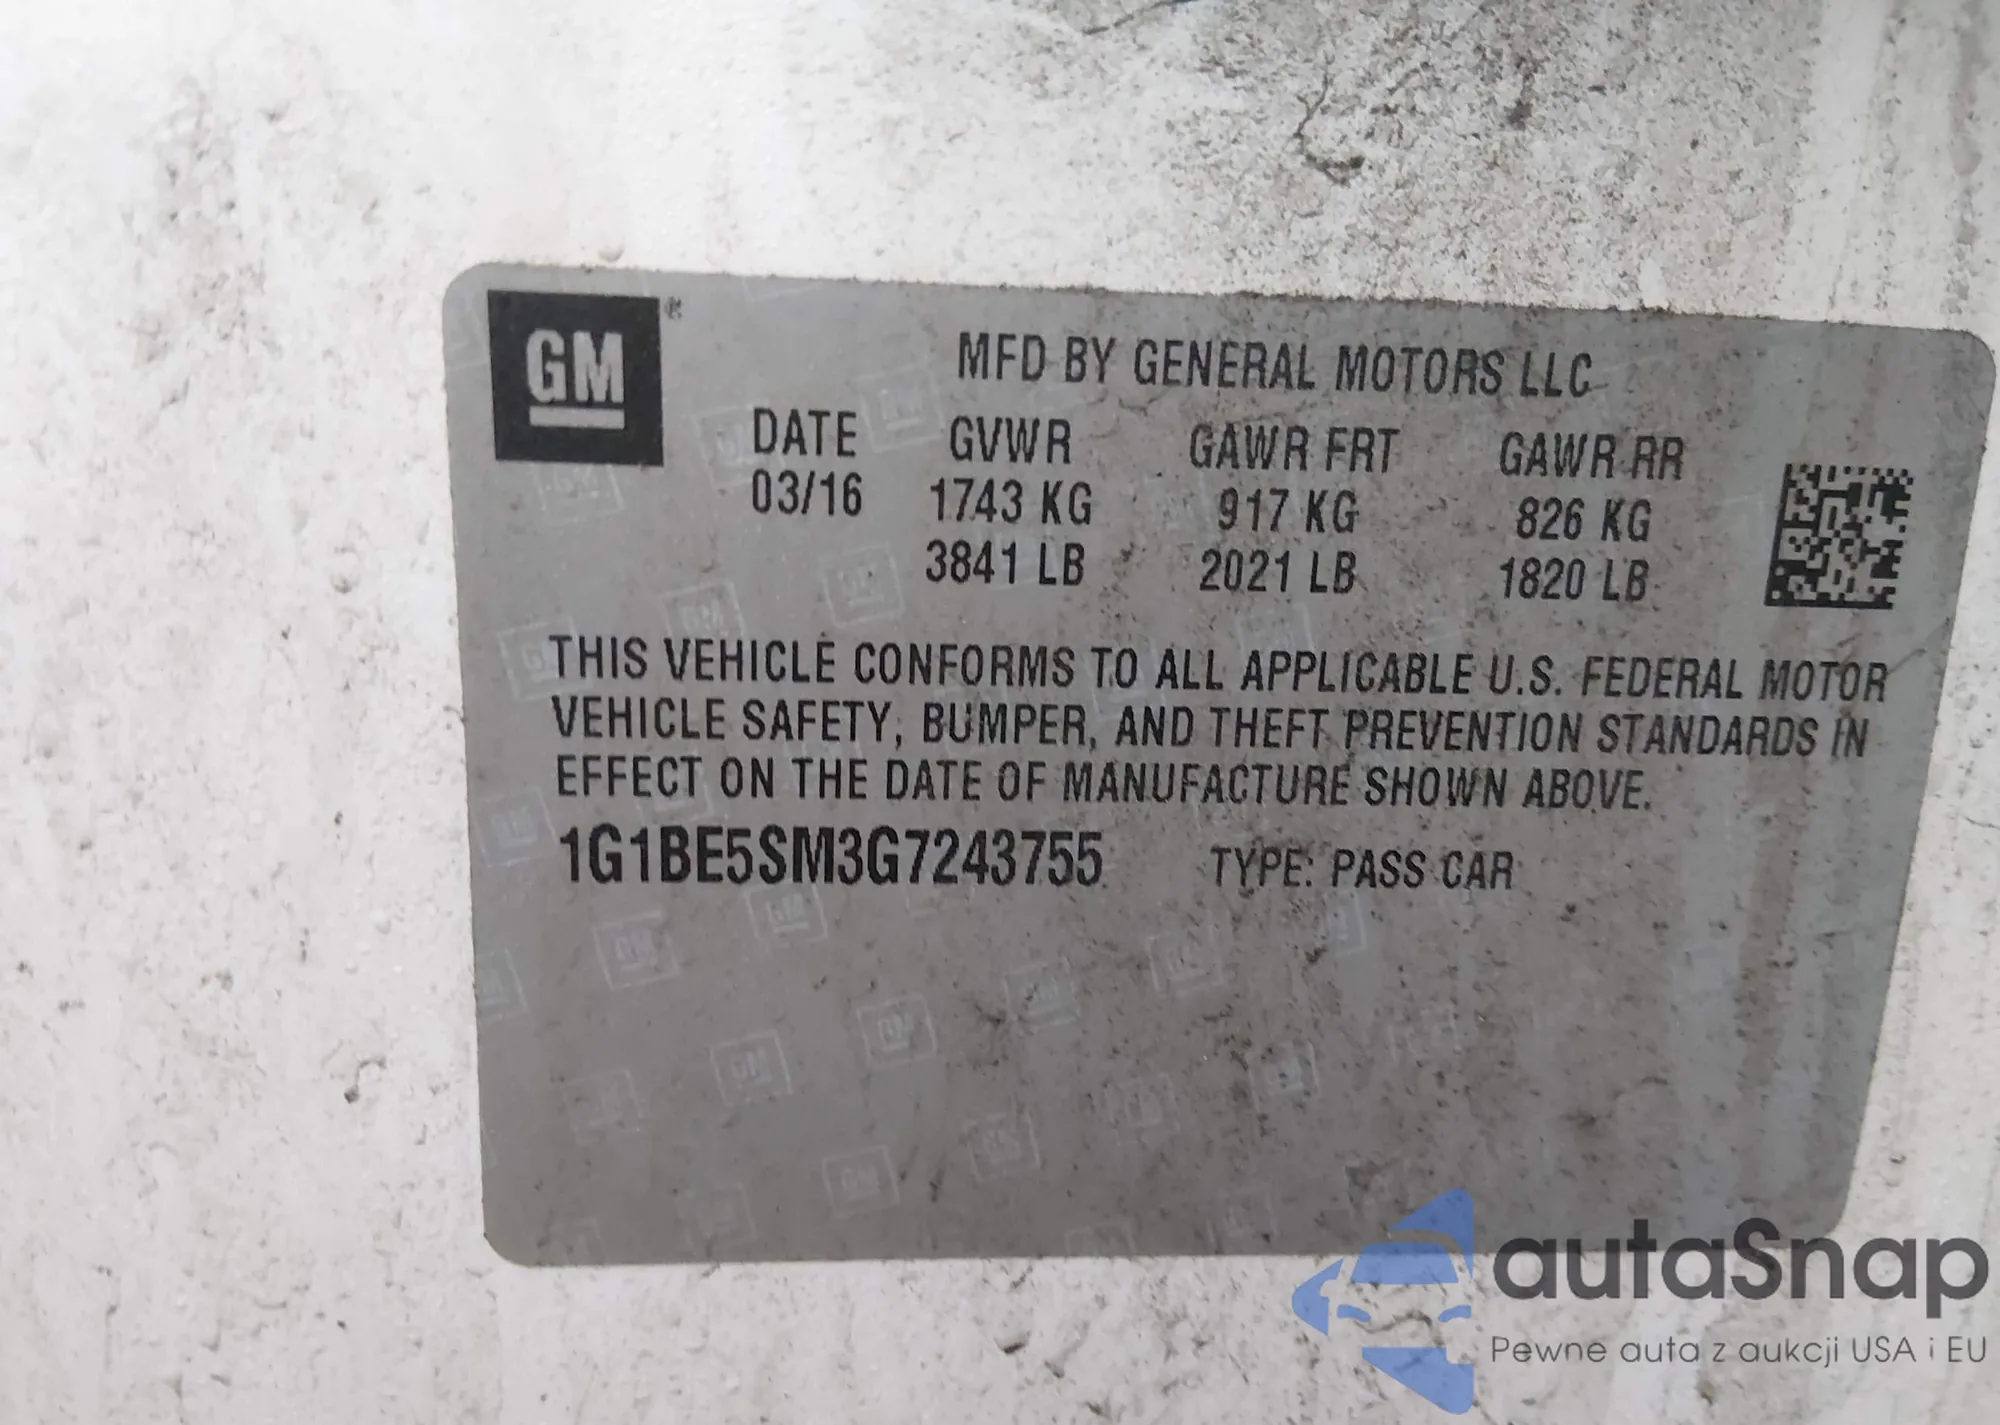 GM®
MFD BY GENERAL MOTORS LLC
DATE GVWR GAWR FRT GAWR RR
03/16 1743 KG 917 KG 826 KG
3841 LB 2021 LB 1820 LB
THIS VEHICLE CONFORMS TO ALL APPLICABLE U.S. FEDERAL MOTOR
VEHICLE SAFETY, BUMPER, AND THEFT PREVENTION STANDARDS IN
EFFECT ON THE DATE OF MANUFACTURE SHOWN ABOVE.
1G1BE5SM3G7243755 TYPE: PASS CAR
autaSnap
Pewne auta z aukcji USA i EU